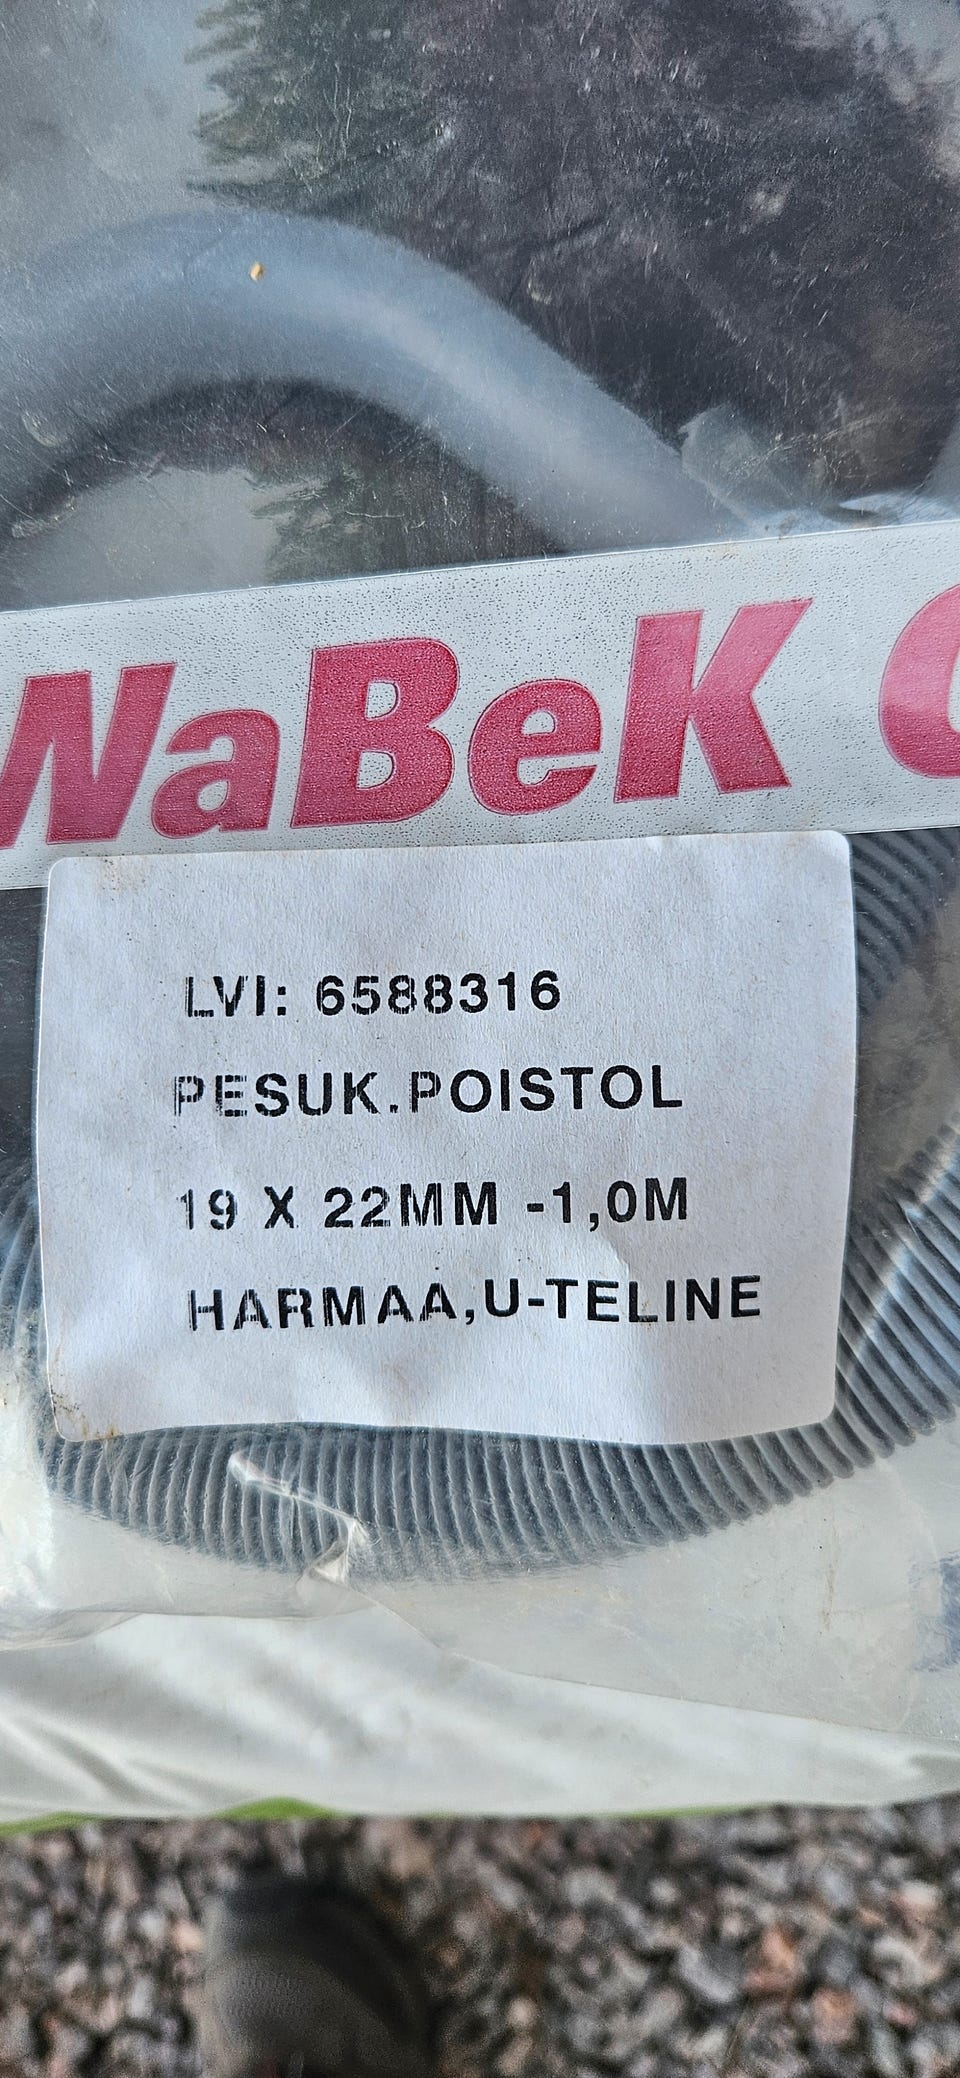 WaBeK
LVI: 6588316
PESUK.POISTOL
19 X 22MM -1,0M
HARMAA,U-TELINE